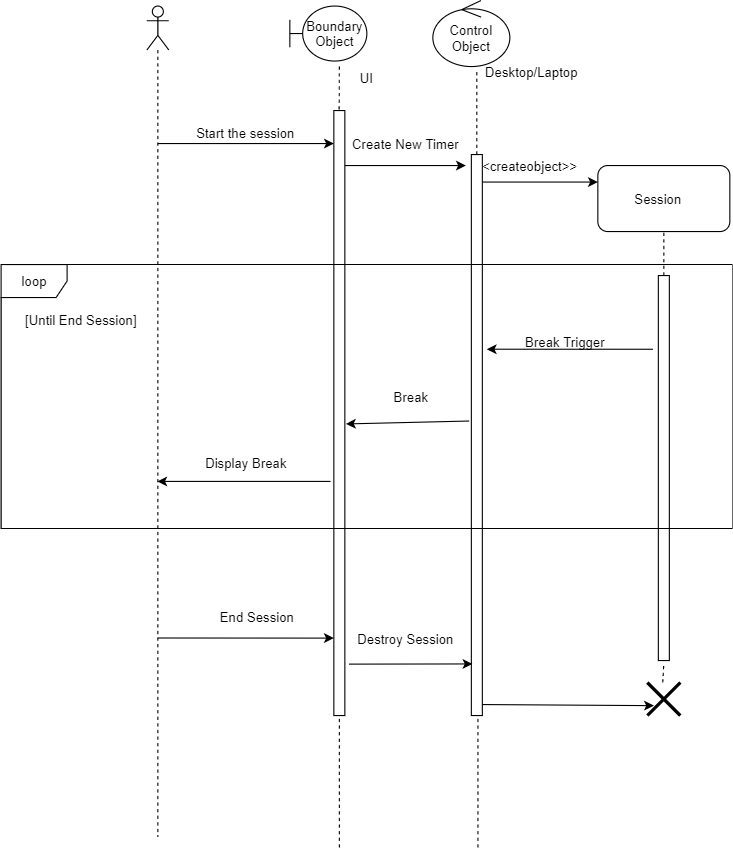 Boundary
Object
Control
Object
UI
Desktop/Laptop
Start the session
Create New Timer
<createobject>>
Session
loop
[Until End Session]
Break Trigger
Break
Display Break
End Session
Destroy Session